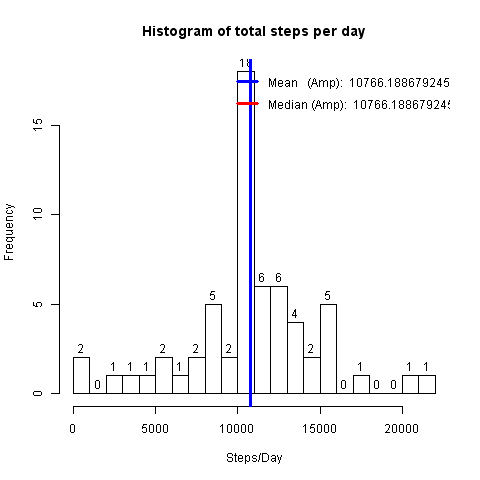 Histogram of total steps per day
18
Mean (Amp): 10766.188679245
Median (Amp): 10766.188679245
Frequency
15
10
5
0
2 0 1 1 1 2 1 2 5 2 6 6 4 2 5 0 1 0 0 1 1
0 5000 10000 15000 20000
Steps/Day